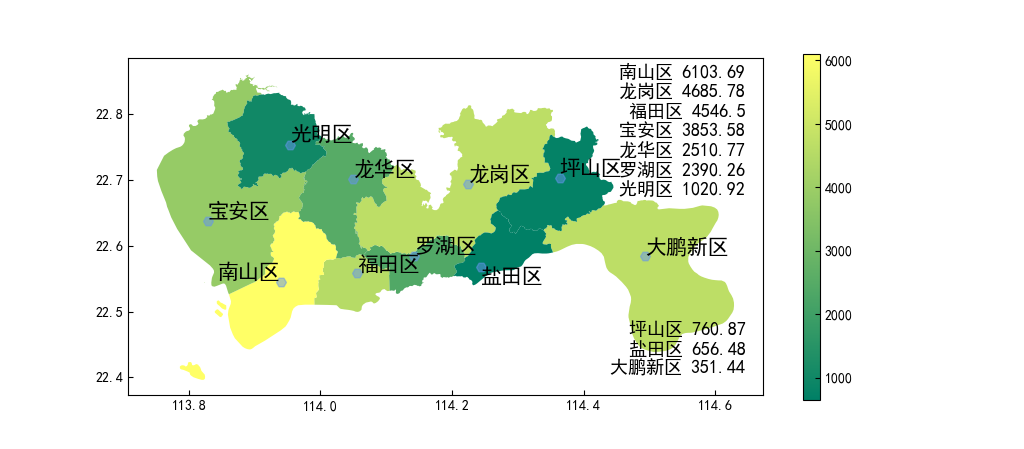 南山区 6103.69
龙岗区 4685.78
福田区 4546.5
宝安区 3853.58
龙华区 2510.77
罗湖区 2390.26
光明区 1020.92
光明区
龙华区
龙岗区
坪山区
宝安区
罗湖区
大鹏新区
南山区
福田区
盐田区
坪山区 760.87
盐田区 656.48
大鹏新区 351.44
22.8
22.7
22.6
22.5
22.4
113.8 114.0 114.2 114.4 114.6
6000
5000
4000
3000
2000
1000